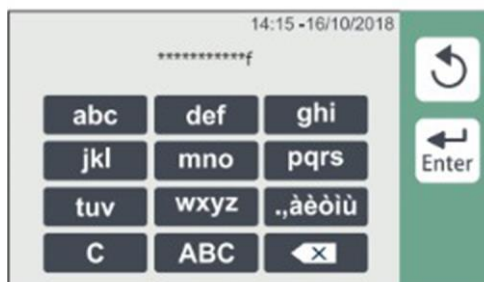 14:15 -16/10/2018
***********f
abc def ghi
jkl mno pqrs Enter
tuv wxyz .,àèòìù
C ABC